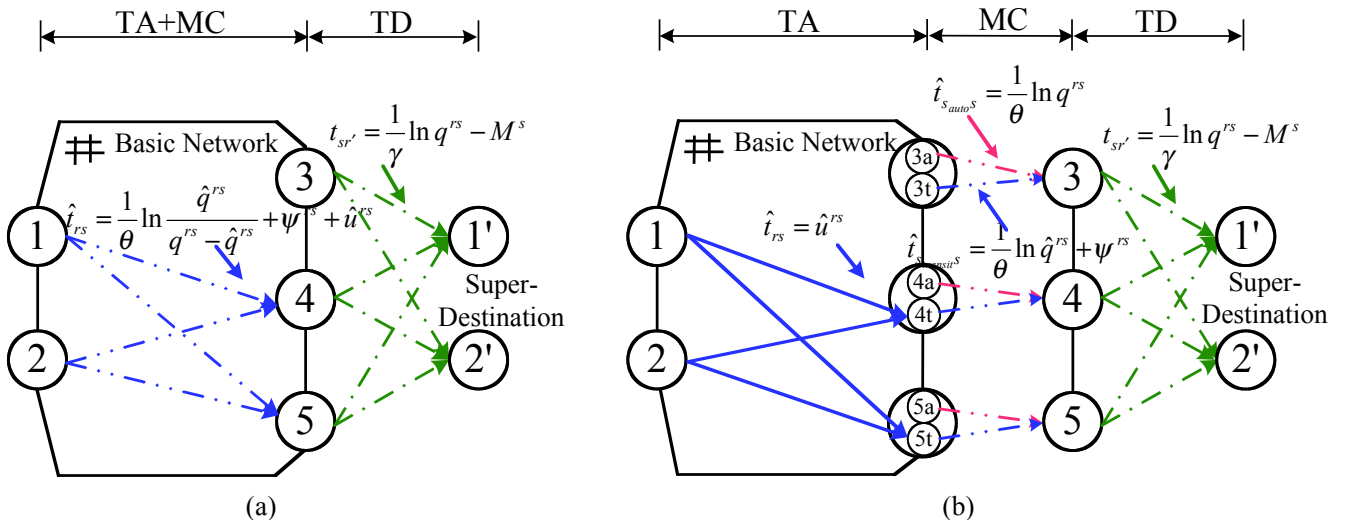 TA+MC TD
# Basic Network
t_{sr'} = \frac{1}{\gamma} \ln q^{rs} - M^s
\hat{t}_{rs} = \frac{1}{\theta} \ln \frac{\hat{q}^{rs}}{q^{rs} - \hat{q}^{rs}} + \psi^{rs} + \hat{u}^{rs}
1
2
3
4
5
1'
Super-
Destination
2'
(a)
TA MC TD
\hat{t}_{s_{auto}s} = \frac{1}{\theta} \ln q^{rs}
# Basic Network
t_{sr'} = \frac{1}{\gamma} \ln q^{rs} - M^s
\hat{t}_{rs} = \hat{u}^{rs}
\hat{t}_{s_{transit}s} = \frac{1}{\theta} \ln \hat{q}^{rs} + \psi^{rs}
1
2
3a
3t
4a
4t
5a
5t
3
4
5
1'
Super-
Destination
2'
(b)